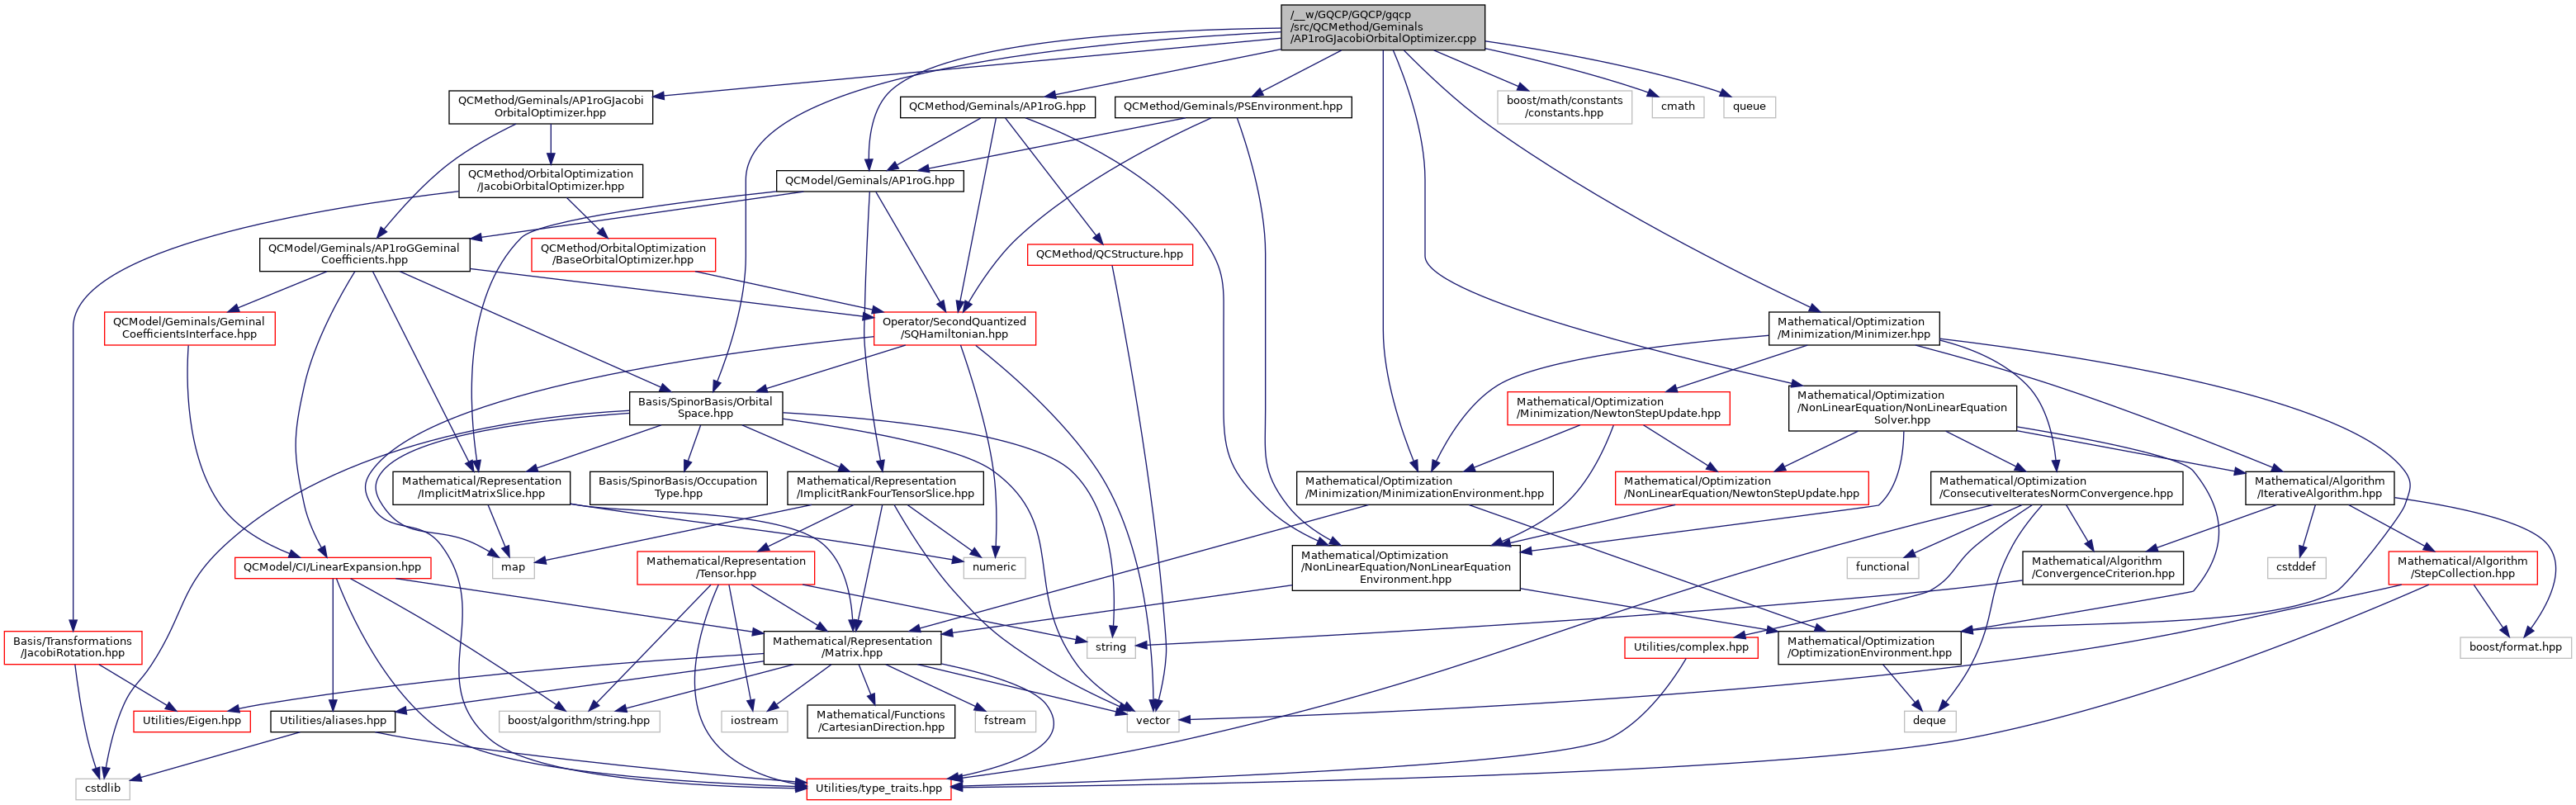 /__w/GQCP/GQCP/gqcp
/src/QCMethod/Geminals
/AP1roGJacobiOrbitalOptimizer.cpp
QCMethod/Geminals/AP1roGJacobi
OrbitalOptimizer.hpp
QCMethod/Geminals/AP1roG.hpp
QCMethod/Geminals/PSEnvironment.hpp
boost/math/constants
/constants.hpp
cmath
queue
QCMethod/OrbitalOptimization
/JacobiOrbitalOptimizer.hpp
QCModel/Geminals/AP1roG.hpp
QCModel/Geminals/AP1roGGeminal
Coefficients.hpp
QCMethod/OrbitalOptimization
/BaseOrbitalOptimizer.hpp
QCMethod/QCStructure.hpp
QCModel/Geminals/Geminal
CoefficientsInterface.hpp
Operator/SecondQuantized
/SQHamiltonian.hpp
Mathematical/Optimization
/Minimization/Minimizer.hpp
Basis/SpinorBasis/Orbital
Space.hpp
Mathematical/Optimization
/Minimization/NewtonStepUpdate.hpp
Mathematical/Optimization
/NonLinearEquation/NonLinearEquation
Solver.hpp
Mathematical/Representation
/ImplicitMatrixSlice.hpp
Basis/SpinorBasis/Occupation
Type.hpp
Mathematical/Representation
/ImplicitRankFourTensorSlice.hpp
Mathematical/Optimization
/Minimization/MinimizationEnvironment.hpp
Mathematical/Optimization
/NonLinearEquation/NewtonStepUpdate.hpp
Mathematical/Optimization
/ConsecutiveIteratesNormConvergence.hpp
Mathematical/Algorithm
/IterativeAlgorithm.hpp
QCModel/CI/LinearExpansion.hpp
map
Mathematical/Representation
/Tensor.hpp
numeric
Mathematical/Optimization
/NonLinearEquation/NonLinearEquation
Environment.hpp
functional
Mathematical/Algorithm
/ConvergenceCriterion.hpp
cstddef
Mathematical/Algorithm
/StepCollection.hpp
Basis/Transformations
/JacobiRotation.hpp
Mathematical/Representation
/Matrix.hpp
string
Utilities/complex.hpp
Mathematical/Optimization
/OptimizationEnvironment.hpp
boost/format.hpp
Utilities/Eigen.hpp
Utilities/aliases.hpp
boost/algorithm/string.hpp
iostream
Mathematical/Functions
/CartesianDirection.hpp
fstream
vector
deque
cstdlib
Utilities/type_traits.hpp